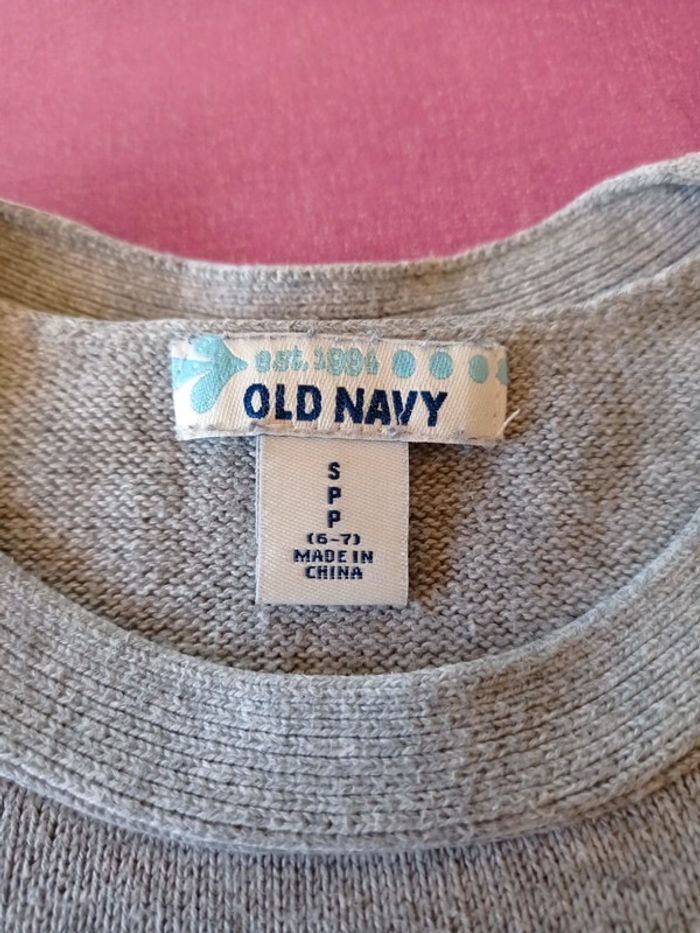 est. 1994
OLD NAVY
S
P
P
(6-7)
MADE IN
CHINA